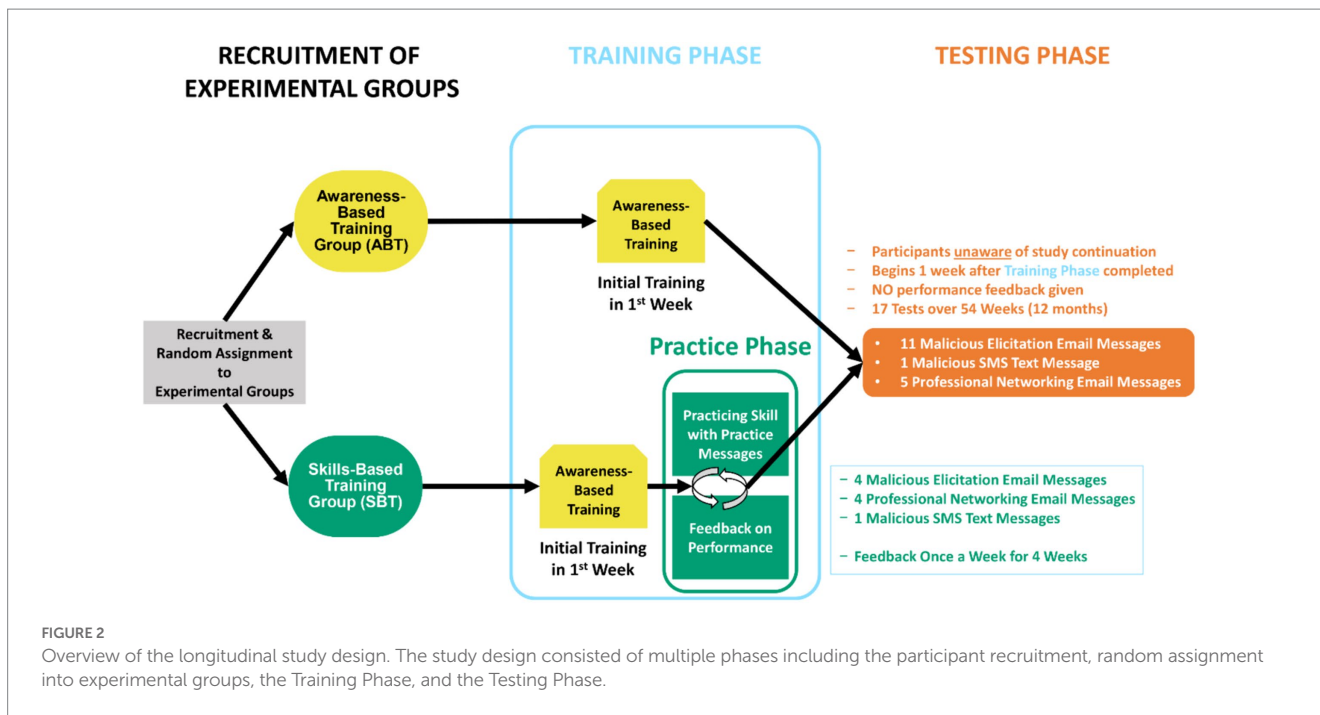 RECRUITMENT OF
EXPERIMENTAL GROUPS
TRAINING PHASE
TESTING PHASE
Awareness-
Based
Training
Group (ABT)
Awareness-
Based
Training
Initial Training
in 1st Week
Recruitment &
Random Assignment
to
Experimental Groups
Skills-Based
Training
Group (SBT)
Awareness-
Based
Training
Initial Training
in 1st Week
Practice Phase
Practicing Skill
with Practice
Messages
Feedback on
Performance
– Participants unaware of study continuation
– Begins 1 week after Training Phase completed
– NO performance feedback given
– 17 Tests over 54 Weeks (12 months)
• 11 Malicious Elicitation Email Messages
• 1 Malicious SMS Text Message
• 5 Professional Networking Email Messages
– 4 Malicious Elicitation Email Messages
– 4 Professional Networking Email Messages
– 1 Malicious SMS Text Messages
– Feedback Once a Week for 4 Weeks
FIGURE 2
Overview of the longitudinal study design. The study design consisted of multiple phases including the participant recruitment, random assignment
into experimental groups, the Training Phase, and the Testing Phase.